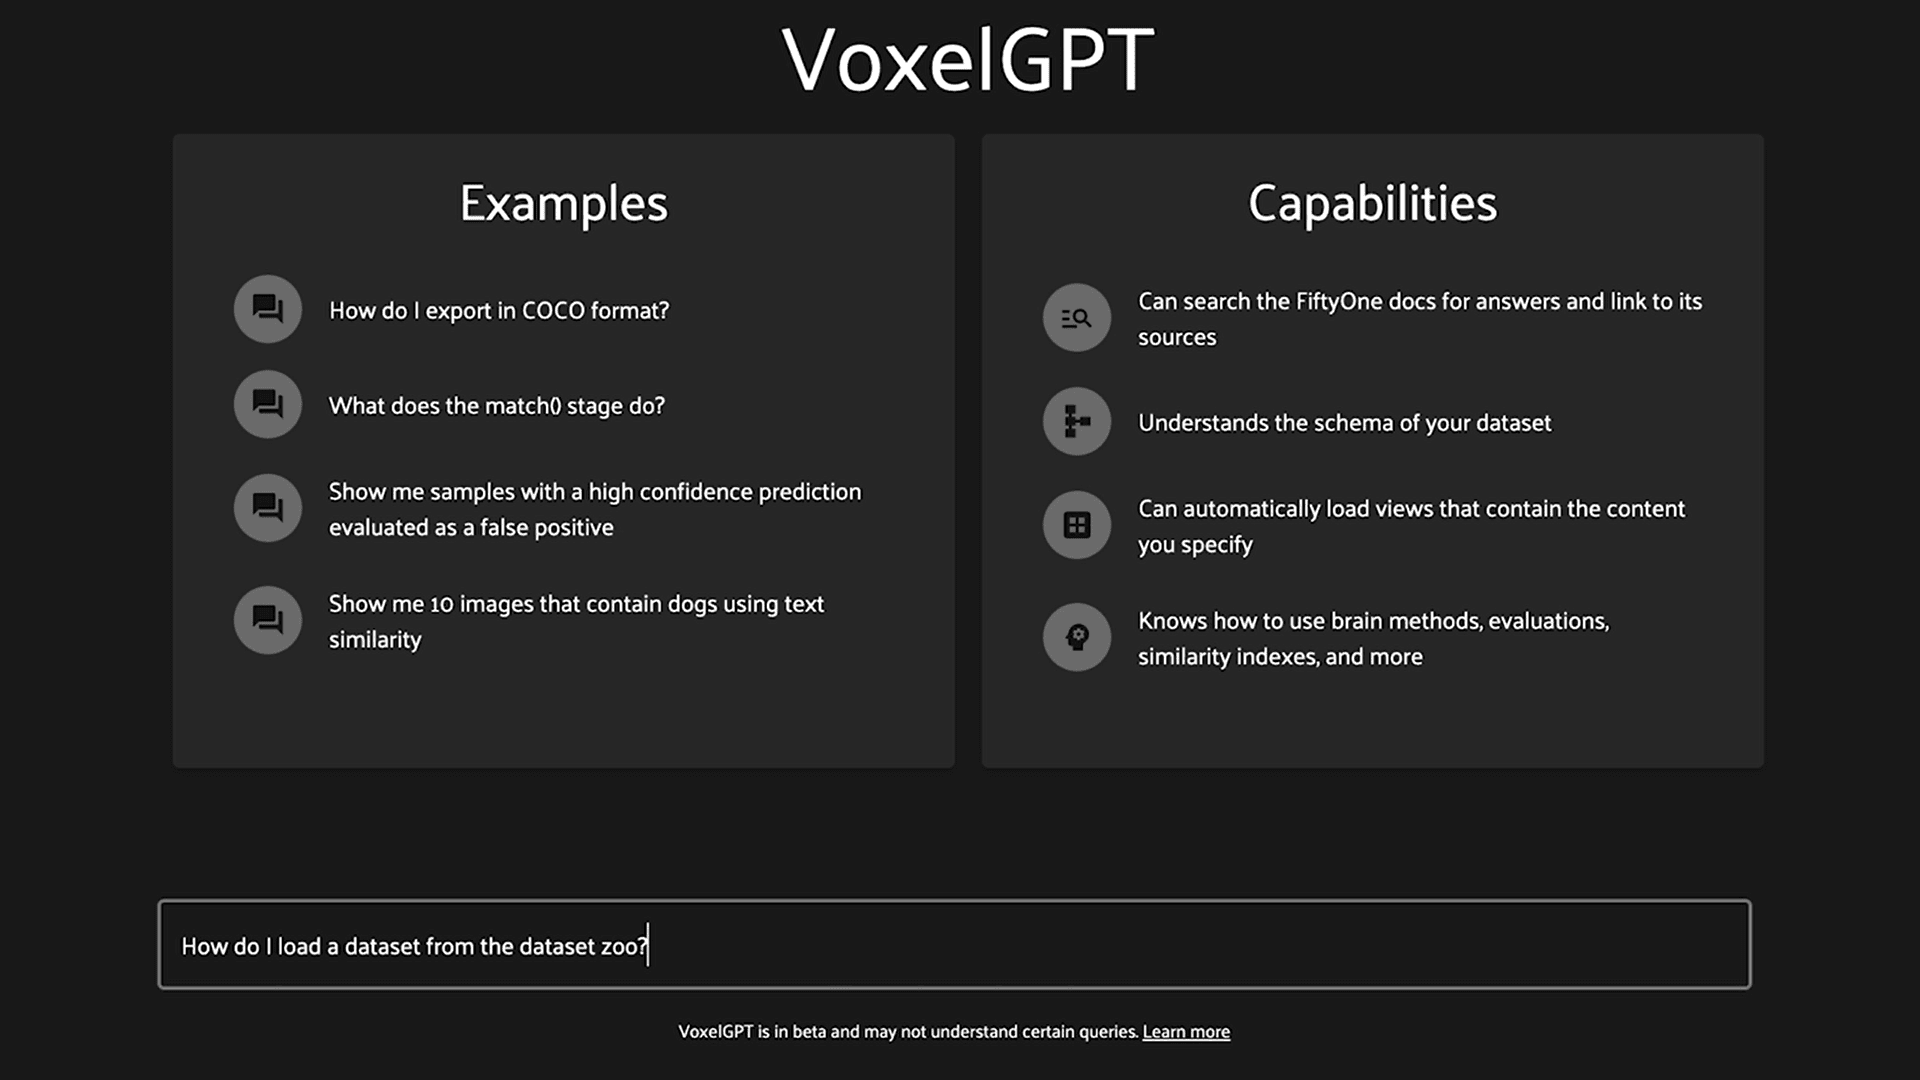 VoxelGPT
Examples
How do I export in COCO format?
What does the match() stage do?
Show me samples with a high confidence prediction
evaluated as a false positive
Show me 10 images that contain dogs using text
similarity
Capabilities
Can search the FiftyOne docs for answers and link to its
sources
Understands the schema of your dataset
Can automatically load views that contain the content
you specify
Knows how to use brain methods, evaluations,
similarity indexes, and more
How do I load a dataset from the dataset zoo?
VoxelGPT is in beta and may not understand certain queries. Learn more